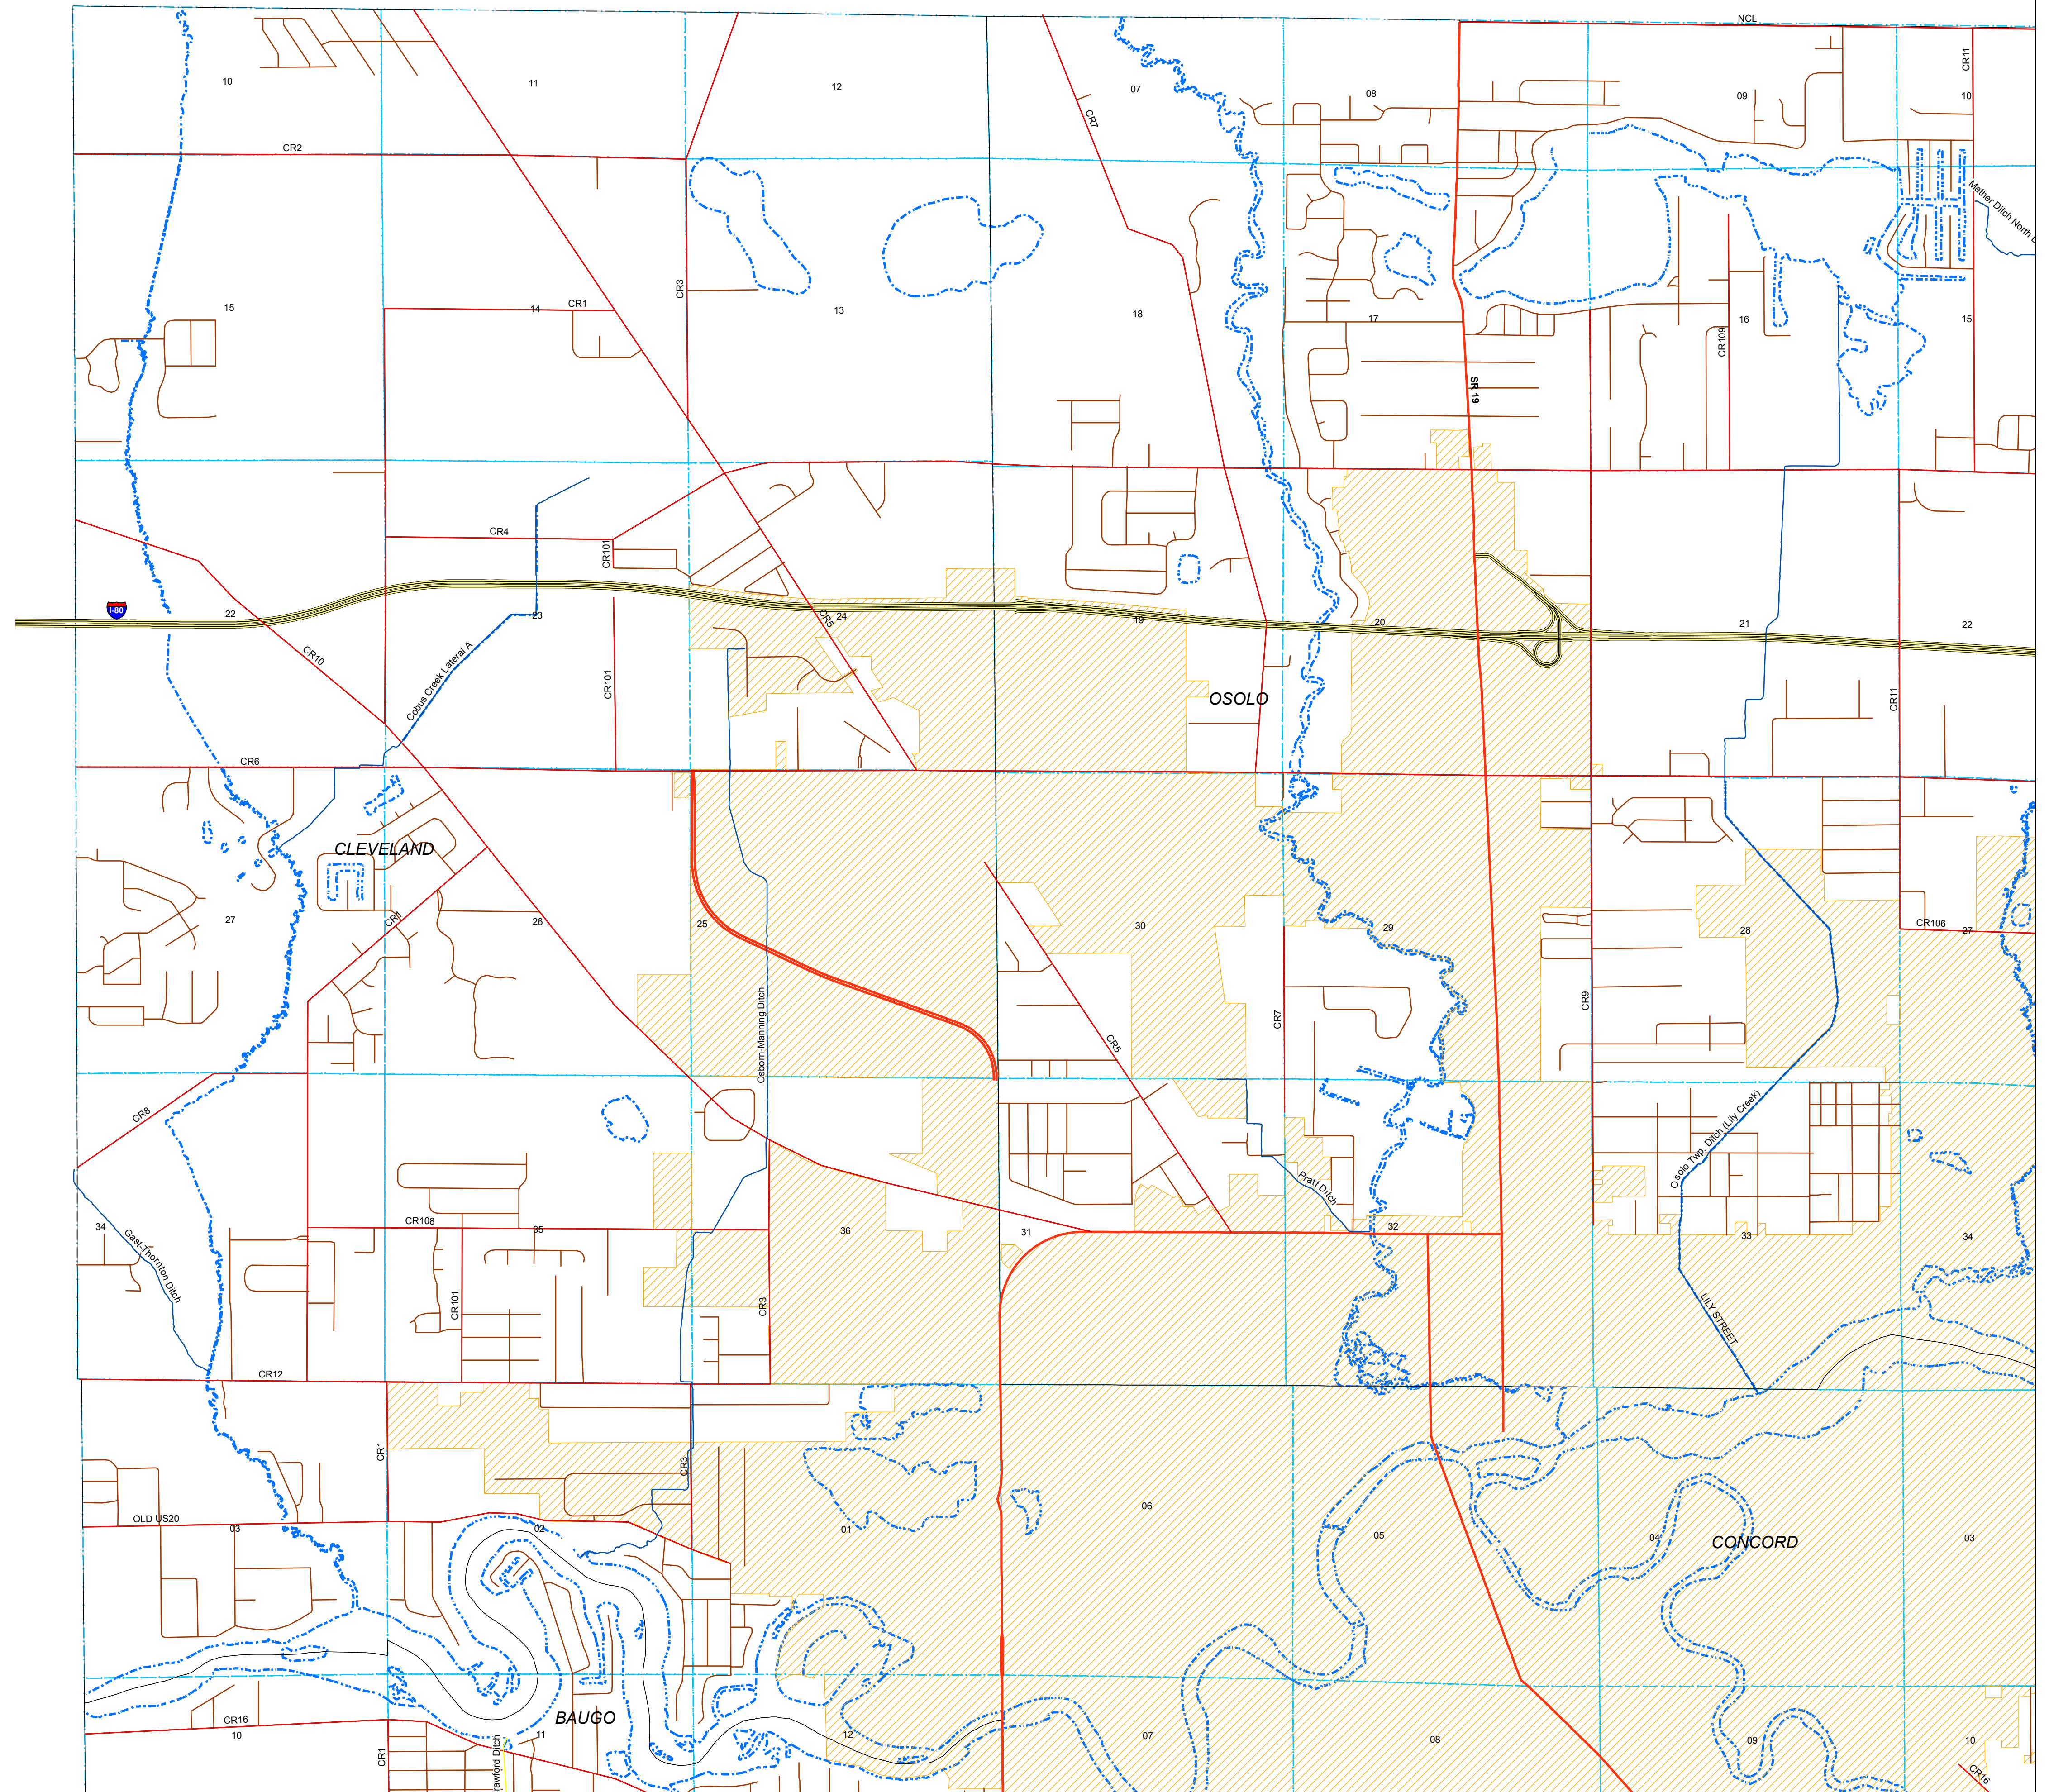 NCL
10
11
12
07
08
09
10
CR11
CR7
CR2
Mather Ditch North
15
14
CR1
CR3
13
18
17
16
15
CR109
SR 19
CR4
CR101
I-80
22
23
CR5
24
19
20
21
22
CR10
Cobus Creek Lateral A
CR101
OSOLO
CR11
CR6
CLEVELAND
27
CR1
26
25
30
29
28
CR106
27
Osborn-Manning Ditch
CR7
CR5
CR9
CR8
Osolo Twp. Ditch (Lily Creek)
Pratt Ditch
34
Gast-Thornton Ditch
CR108
35
36
31
32
33
34
CR101
CR3
LILY STREET
CR12
CR1
CR3
OLD US20
03
02
01
06
05
04
CONCORD
03
CR16
10
BAUGO
11
12
07
08
09
10
CR1
rawford Ditch
CR16